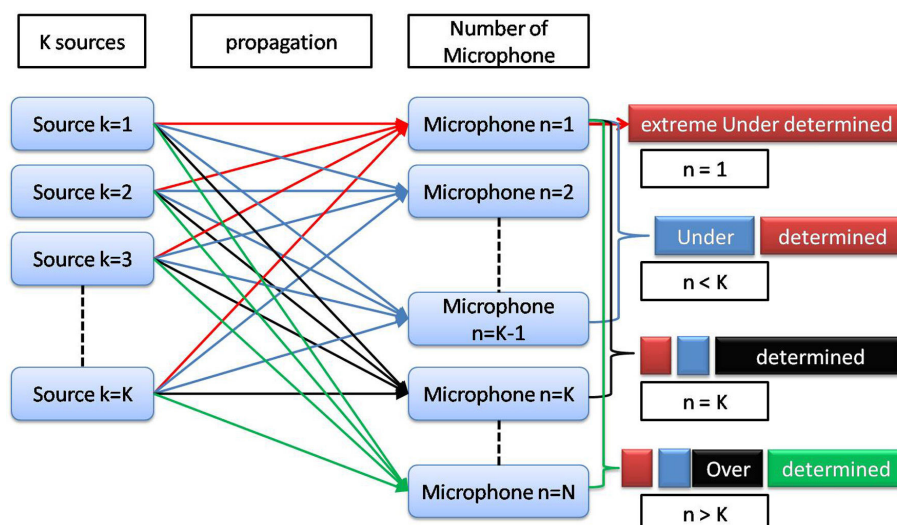 K sources
propagation
Number of
Microphone
Source k=1
Source k=2
Source k=3
Source k=K
Microphone n=1
Microphone n=2
Microphone
n=K-1
Microphone n=K
Microphone n=N
extreme Under determined
n = 1
Under determined
n < K
determined
n = K
Over determined
n > K